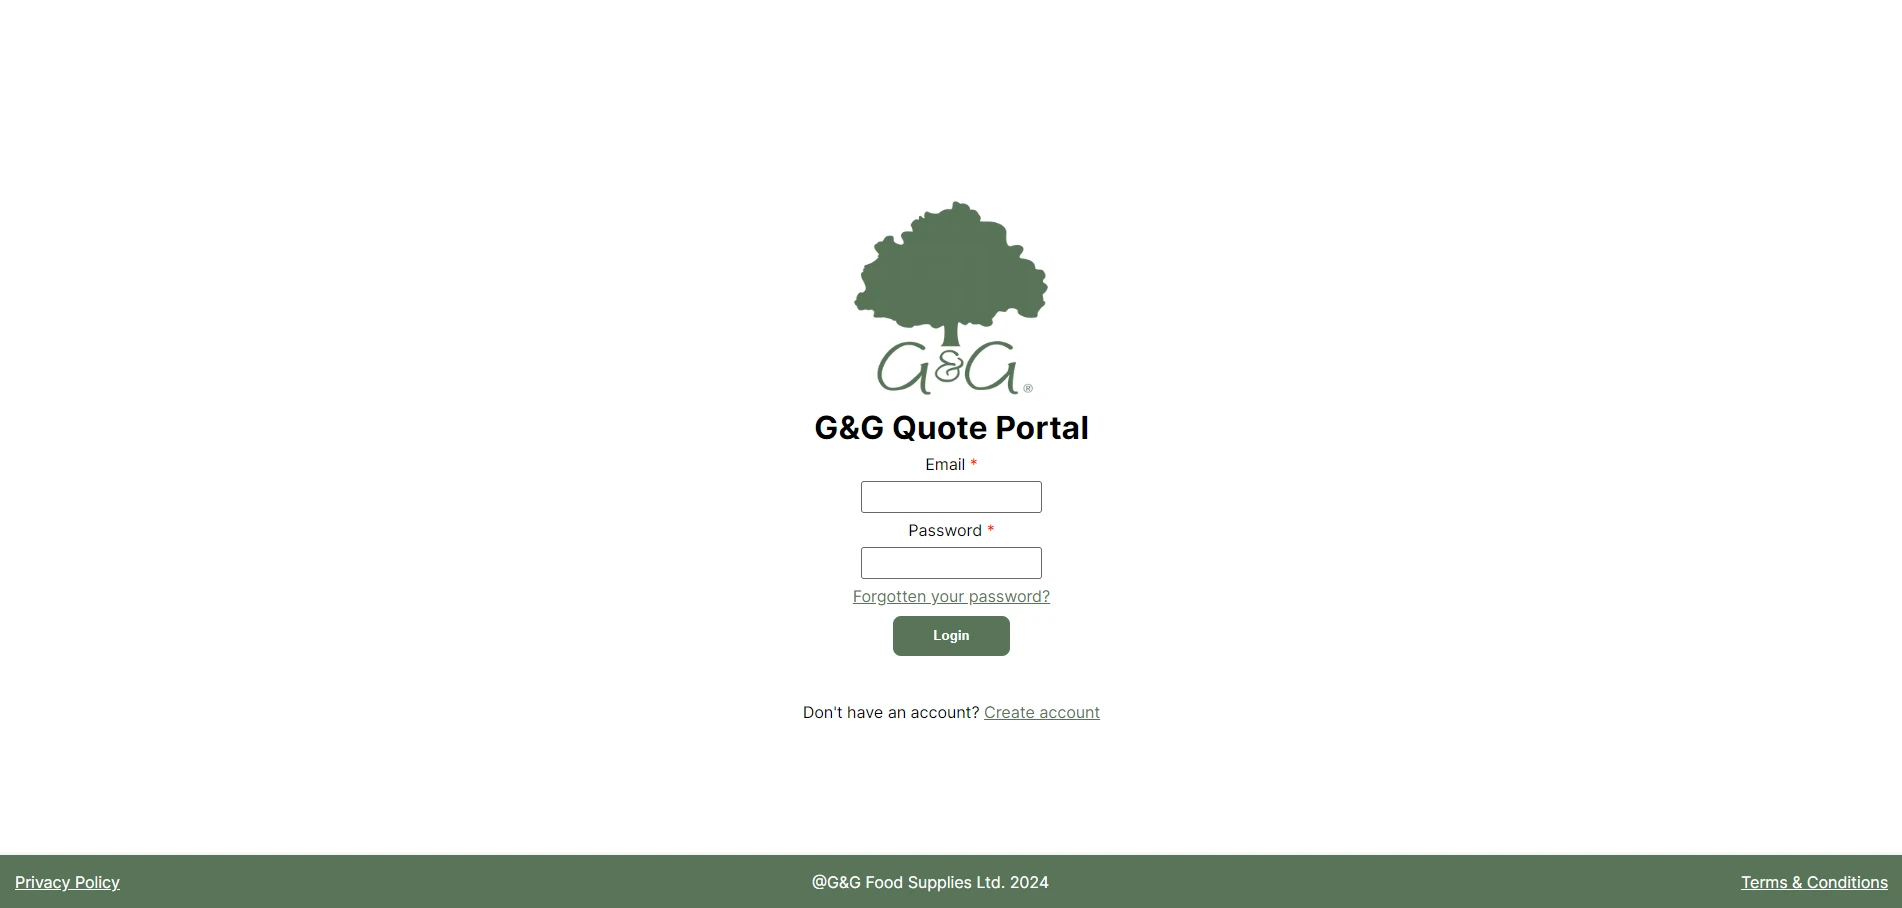 G&G ®
G&G Quote Portal
Email *
Password *
Forgotten your password?
Login
Don't have an account? Create account
Privacy Policy
@G&G Food Supplies Ltd. 2024
Terms & Conditions